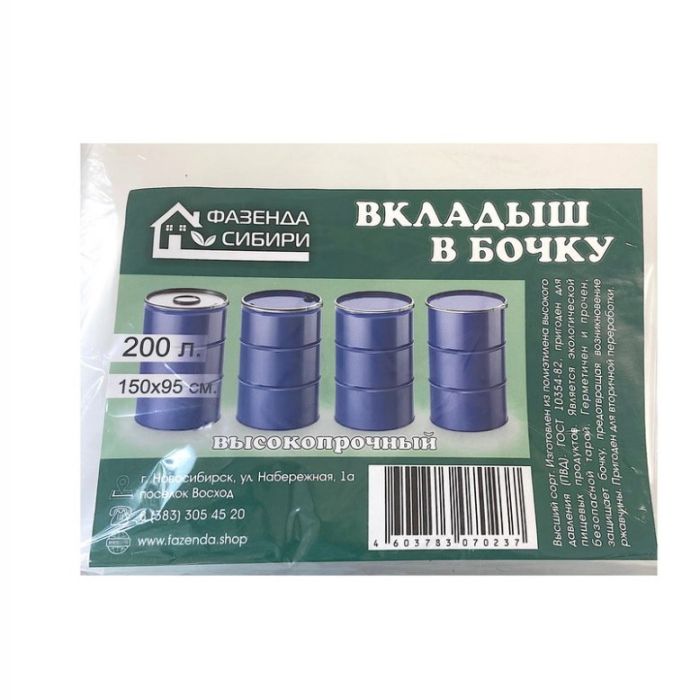 ФАЗЕНДА
СИБИРИ
ВКЛАДЫШ
В БОЧКУ
200 л.
150х95 см.
высокопрочный
г. Новосибирск, ул. Набережная, 1а
поселок Восход
8 (383) 305 45 20
www.fazenda.shop
4 603783 070237
Высший сорт. Изготовлен из полиэтилена высокого
давления (ПВД). ГОСТ 10354-82, пригоден для
пищевых продуктов. Является экологической
безопасной тарой. Герметичен и прочен,
защищает бочку, предотвращая возникновение
ржавчины. Пригоден для вторичной переработки.